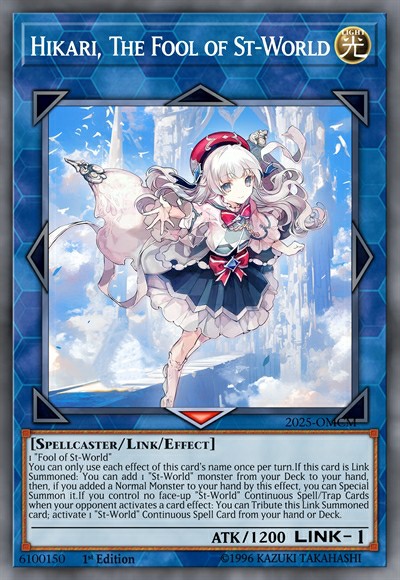 HIKARI, THE FOOL OF ST-WORLD
LIGHT
光
2025-OMCM
[SPELLCASTER/LINK/EFFECT]
1 "Fool of St-World"
You can only use each effect of this card's name once per turn.If this card is Link
Summoned: You can add 1 "St-World" monster from your Deck to your hand,
then, if you added a Normal Monster to your hand by this effect, you can Special
Summon it.If you control no face-up "St-World" Continuous Spell/Trap Cards
when your opponent activates a card effect: You can Tribute this Link Summoned
card; activate 1 "St-World" Continuous Spell Card from your hand or Deck.
ATK/1200 LINK-1
6100150 1st Edition ©1996 KAZUKI TAKAHASHI